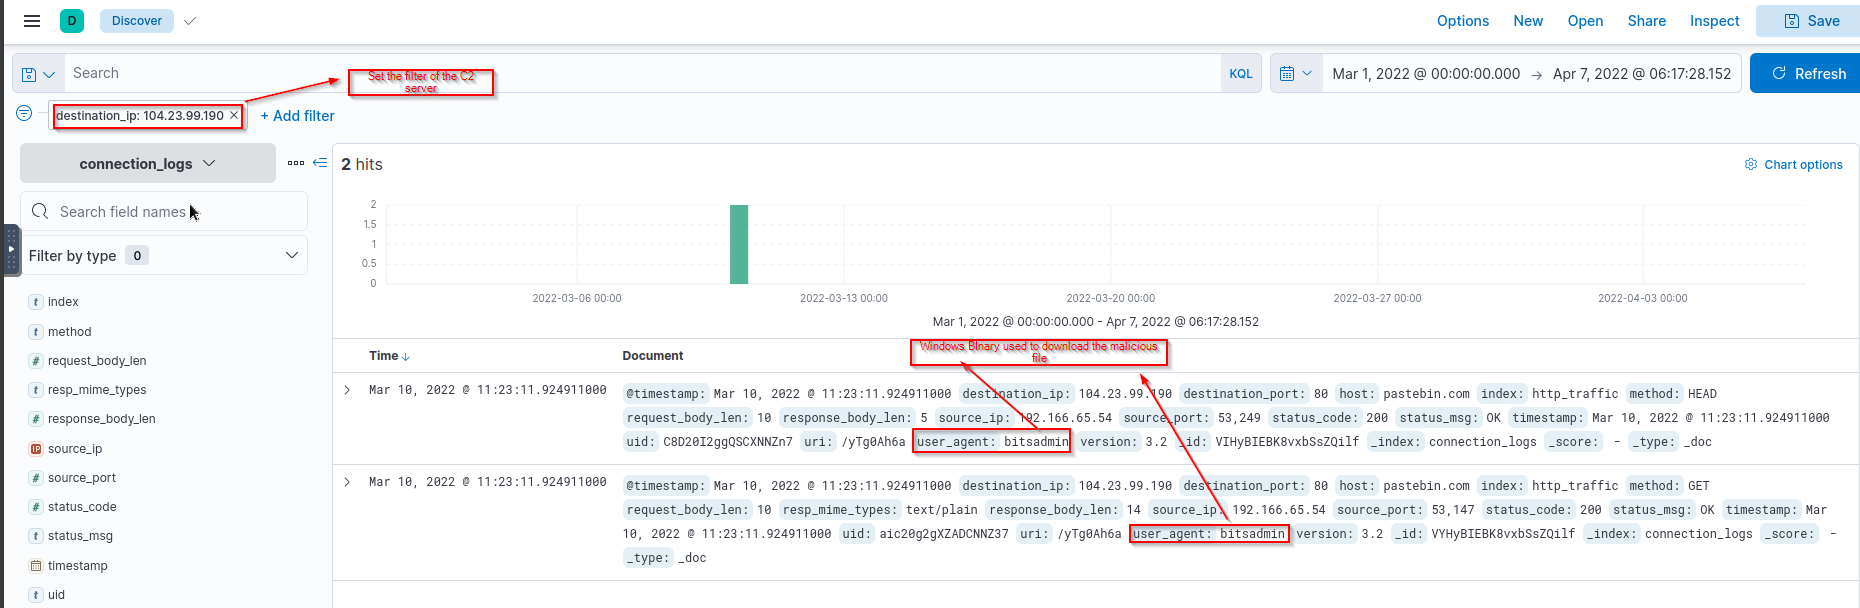 D Discover Options New Open Share Inspect Save
Search KQL Mar 1, 2022 @ 00:00:00.000 → Apr 7, 2022 @ 06:17:28.152 Refresh
Set the filter of the C2
server
destination_ip: 104.23.99.190 × + Add filter
connection_logs
Search field names
Filter by type 0
index
method
request_body_len
resp_mime_types
response_body_len
source_ip
source_port
status_code
status_msg
timestamp
uid
2 hits Chart options
2
1.5
1
0.5
0
2022-03-06 00:00 2022-03-13 00:00 2022-03-20 00:00 2022-03-27 00:00 2022-04-03 00:00
Mar 1, 2022 @ 00:00:00.000 - Apr 7, 2022 @ 06:17:28.152
Windows BInary used to download the malicious
file
Time ↓ Document
Mar 10, 2022 @ 11:23:11.924911000 @timestamp: Mar 10, 2022 @ 11:23:11.924911000 destination_ip: 104.23.99.190 destination_port: 80 host: pastebin.com index: http_traffic method: HEAD
request_body_len: 10 response_body_len: 5 source_ip: 192.166.65.54 source_port: 53,249 status_code: 200 status_msg: OK timestamp: Mar 10, 2022 @ 11:23:11.924911000
uid: C8D20I2ggQSCXNNZn7 uri: /yTg0Ah6a user_agent: bitsadmin version: 3.2 _id: VIHyBIEBK8vxbSsZQilf _index: connection_logs _score: - _type: _doc
Mar 10, 2022 @ 11:23:11.924911000 @timestamp: Mar 10, 2022 @ 11:23:11.924911000 destination_ip: 104.23.99.190 destination_port: 80 host: pastebin.com index: http_traffic method: GET
request_body_len: 10 resp_mime_types: text/plain response_body_len: 14 source_ip: 192.166.65.54 source_port: 53,147 status_code: 200 status_msg: OK timestamp: Mar
10, 2022 @ 11:23:11.924911000 uid: aic20g2gXZADCNNZ37 uri: /yTg0Ah6a user_agent: bitsadmin version: 3.2 _id: VYHyBIEBK8vxbSsZQilf _index: connection_logs _score: -
_type: _doc